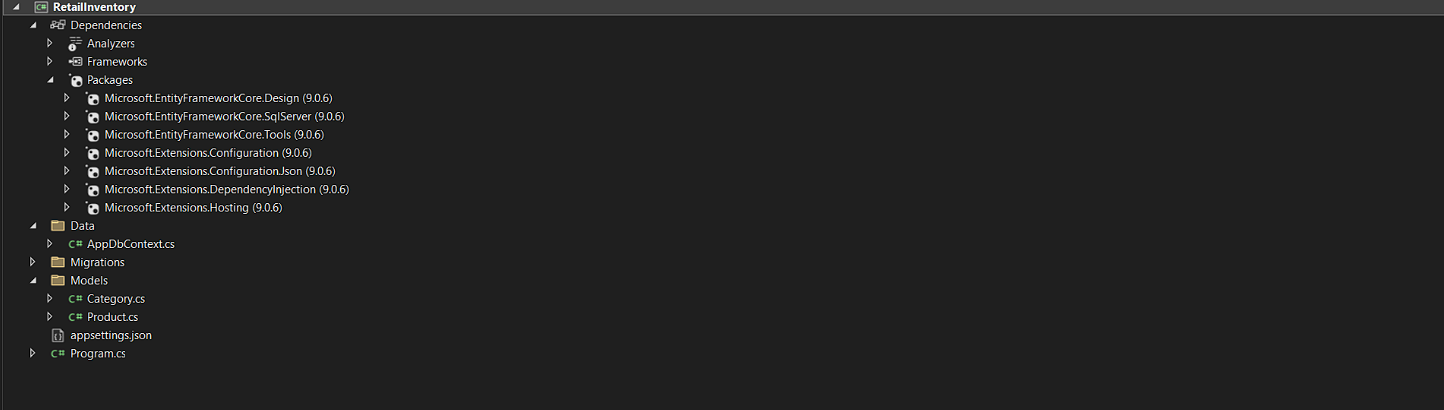 C# RetailInventory
Dependencies
Analyzers
Frameworks
Packages
Microsoft.EntityFrameworkCore.Design (9.0.6)
Microsoft.EntityFrameworkCore.SqlServer (9.0.6)
Microsoft.EntityFrameworkCore.Tools (9.0.6)
Microsoft.Extensions.Configuration (9.0.6)
Microsoft.Extensions.Configuration.Json (9.0.6)
Microsoft.Extensions.DependencyInjection (9.0.6)
Microsoft.Extensions.Hosting (9.0.6)
Data
C# AppDbContext.cs
Migrations
Models
C# Category.cs
C# Product.cs
appsettings.json
C# Program.cs